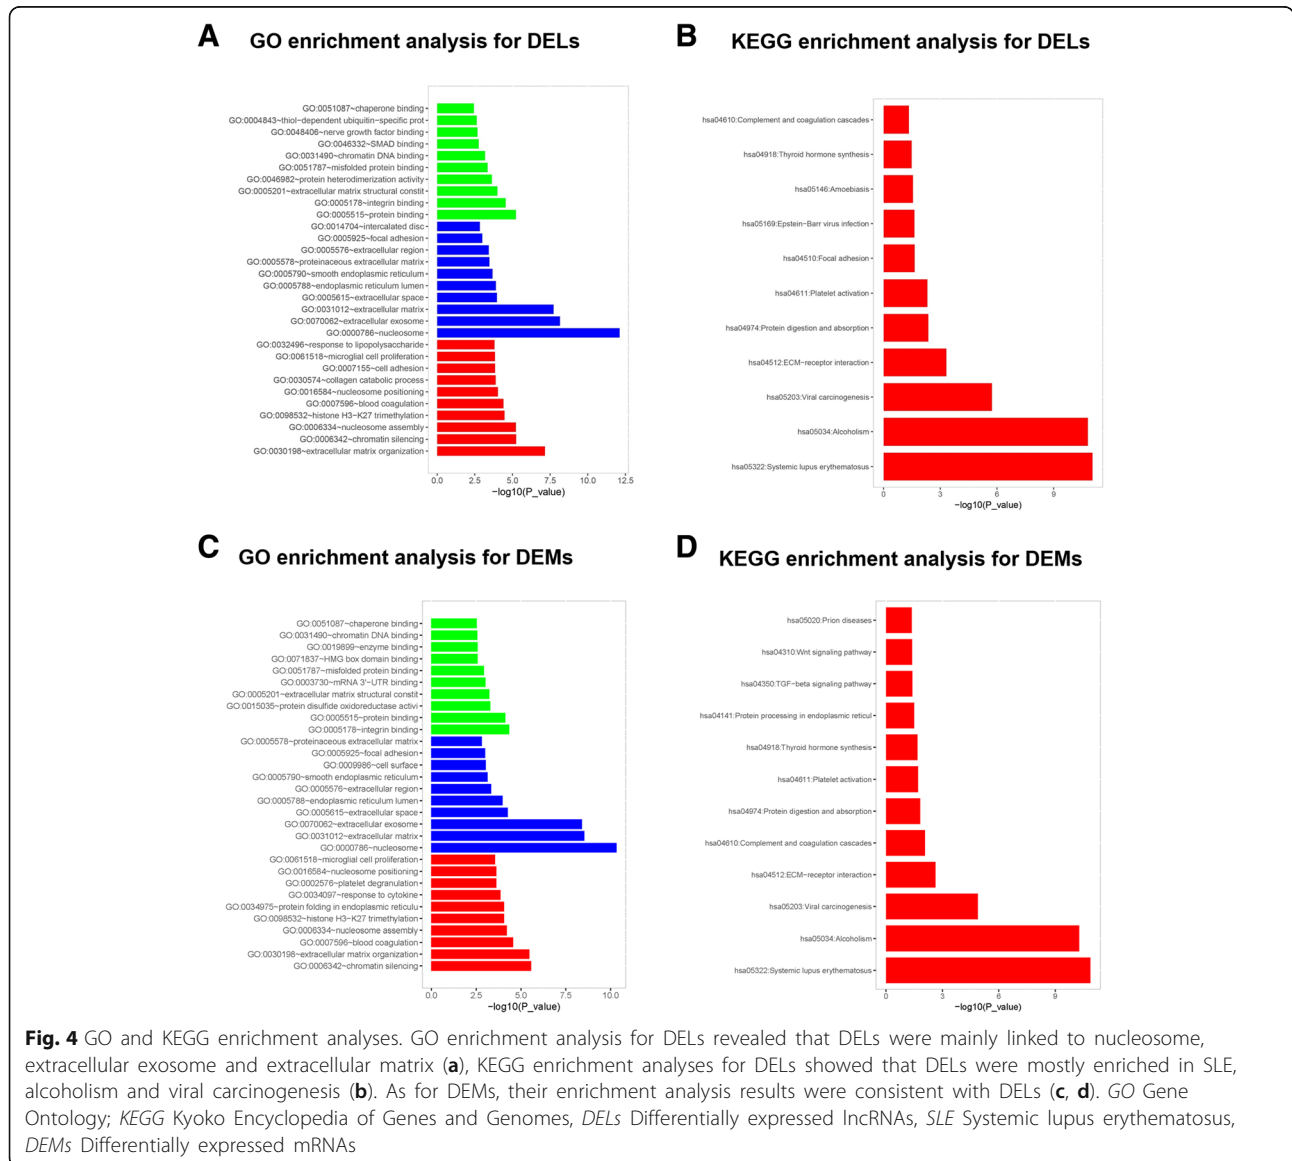 A GO enrichment analysis for DELs
GO:0051087~chaperone binding
GO:0004843~thiol-dependent ubiquitin-specific prot
GO:0048406~nerve growth factor binding
GO:0046332~SMAD binding
GO:0031490~chromatin DNA binding
GO:0051787~misfolded protein binding
GO:0046982~protein heterodimerization activity
GO:0005201~extracellular matrix structural constit
GO:0005178~integrin binding
GO:0005515~protein binding
GO:0014704~intercalated disc
GO:0005925~focal adhesion
GO:0005576~extracellular region
GO:0005578~proteinaceous extracellular matrix
GO:0005790~smooth endoplasmic reticulum
GO:0005788~endoplasmic reticulum lumen
GO:0005615~extracellular space
GO:0031012~extracellular matrix
GO:0070062~extracellular exosome
GO:0000786~nucleosome
GO:0032496~response to lipopolysaccharide
GO:0061518~microglial cell proliferation
GO:0007155~cell adhesion
GO:0030574~collagen catabolic process
GO:0016584~nucleosome positioning
GO:0007596~blood coagulation
GO:0098532~histone H3−K27 trimethylation
GO:0006334~nucleosome assembly
GO:0006342~chromatin silencing
GO:0030198~extracellular matrix organization
0.0 2.5 5.0 7.5 10.0 12.5
−log10(P_value)
B KEGG enrichment analysis for DELs
hsa04610:Complement and coagulation cascades
hsa04918:Thyroid hormone synthesis
hsa05146:Amoebiasis
hsa05169:Epstein−Barr virus infection
hsa04510:Focal adhesion
hsa04611:Platelet activation
hsa04974:Protein digestion and absorption
hsa04512:ECM−receptor interaction
hsa05203:Viral carcinogenesis
hsa05034:Alcoholism
hsa05322:Systemic lupus erythematosus
0 3 6 9
−log10(P_value)
C GO enrichment analysis for DEMs
GO:0051087~chaperone binding
GO:0031490~chromatin DNA binding
GO:0019899~enzyme binding
GO:0071837~HMG box domain binding
GO:0051787~misfolded protein binding
GO:0003730~mRNA 3'−UTR binding
GO:0005201~extracellular matrix structural constit
GO:0015035~protein disulfide oxidoreductase activi
GO:0005515~protein binding
GO:0005178~integrin binding
GO:0005578~proteinaceous extracellular matrix
GO:0005925~focal adhesion
GO:0009986~cell surface
GO:0005790~smooth endoplasmic reticulum
GO:0005576~extracellular region
GO:0005788~endoplasmic reticulum lumen
GO:0005615~extracellular space
GO:0070062~extracellular exosome
GO:0031012~extracellular matrix
GO:0000786~nucleosome
GO:0061518~microglial cell proliferation
GO:0016584~nucleosome positioning
GO:0002576~platelet degranulation
GO:0034097~response to cytokine
GO:0034975~protein folding in endoplasmic reticulu
GO:0098532~histone H3−K27 trimethylation
GO:0006334~nucleosome assembly
GO:0007596~blood coagulation
GO:0030198~extracellular matrix organization
GO:0006342~chromatin silencing
0.0 2.5 5.0 7.5 10.0
−log10(P_value)
D KEGG enrichment analysis for DEMs
hsa05020:Prion diseases
hsa04310:Wnt signaling pathway
hsa04350:TGF−beta signaling pathway
hsa04141:Protein processing in endoplasmic reticul
hsa04918:Thyroid hormone synthesis
hsa04611:Platelet activation
hsa04974:Protein digestion and absorption
hsa04610:Complement and coagulation cascades
hsa04512:ECM−receptor interaction
hsa05203:Viral carcinogenesis
hsa05034:Alcoholism
hsa05322:Systemic lupus erythematosus
0 3 6 9
−log10(P_value)
Fig. 4 GO and KEGG enrichment analyses. GO enrichment analysis for DELs revealed that DELs were mainly linked to nucleosome,
extracellular exosome and extracellular matrix (a), KEGG enrichment analyses for DELs showed that DELs were mostly enriched in SLE,
alcoholism and viral carcinogenesis (b). As for DEMs, their enrichment analysis results were consistent with DELs (c, d). GO Gene
Ontology; KEGG Kyoko Encyclopedia of Genes and Genomes, DELs Differentially expressed lncRNAs, SLE Systemic lupus erythematosus,
DEMs Differentially expressed mRNAs